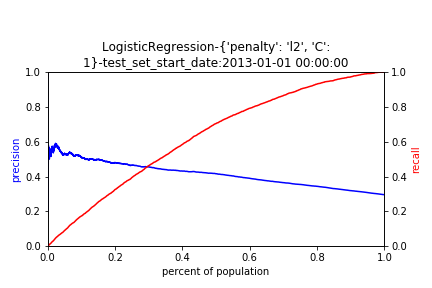 LogisticRegression-{'penalty': 'l2', 'C':
1}-test_set_start_date:2013-01-01 00:00:00
1.0
0.8
0.6
0.4
0.2
0.0
precision
1.0
0.8
0.6
0.4
0.2
0.0
recall
0.0 0.2 0.4 0.6 0.8 1.0
percent of population